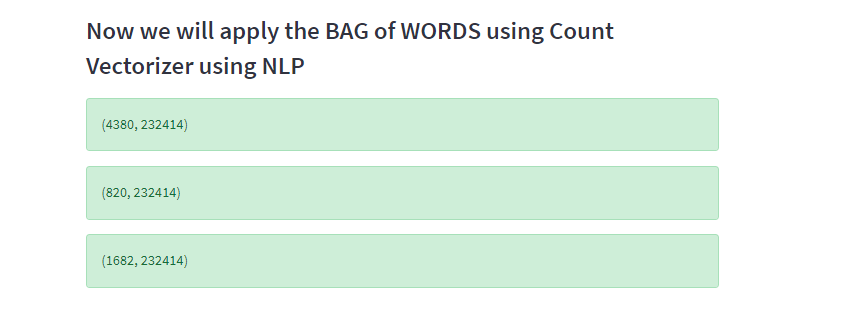 Now we will apply the BAG of WORDS using Count
Vectorizer using NLP
(4380, 232414)
(820, 232414)
(1682, 232414)